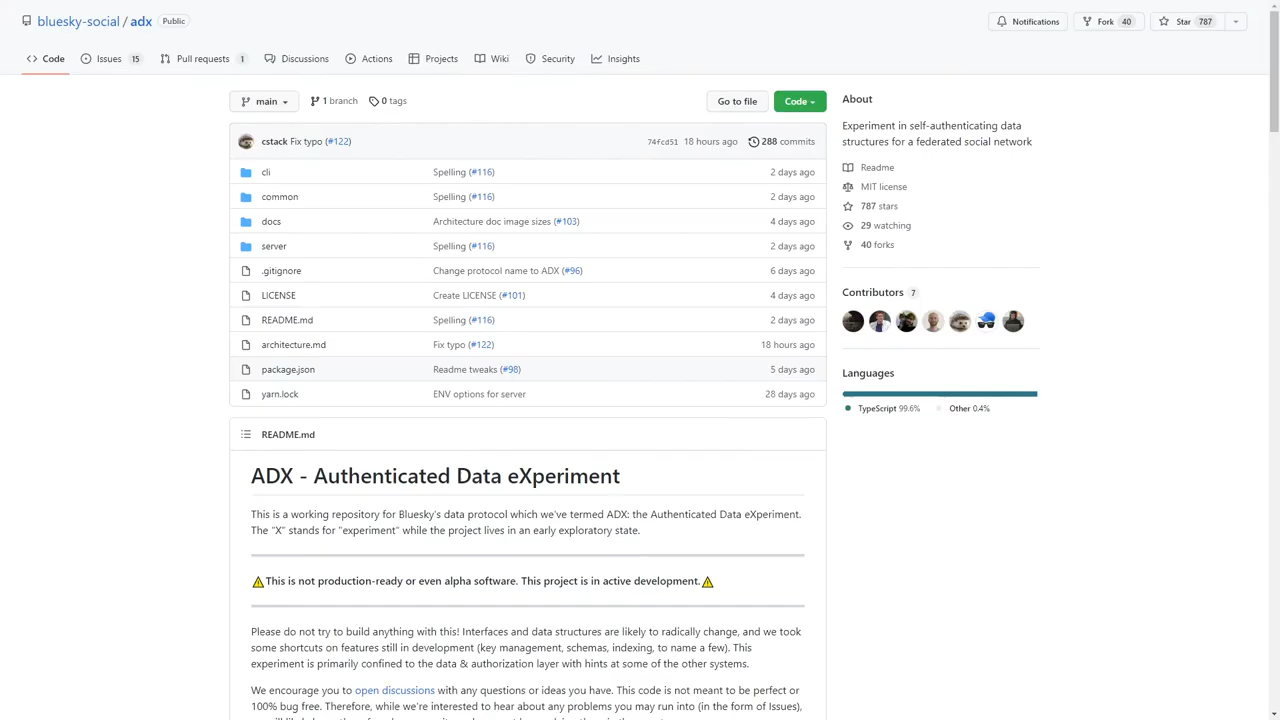 bluesky-social / adx Public
Notifications Fork 40 Star 787
Code Issues 15 Pull requests 1 Discussions Actions Projects Wiki Security Insights
main 1 branch 0 tags Go to file Code
cstack Fix typo (#122) 74fcd51 18 hours ago 288 commits
cli Spelling (#116) 2 days ago
common Spelling (#116) 2 days ago
docs Architecture doc image sizes (#103) 4 days ago
server Spelling (#116) 2 days ago
.gitignore Change protocol name to ADX (#96) 6 days ago
LICENSE Create LICENSE (#101) 4 days ago
README.md Spelling (#116) 2 days ago
architecture.md Fix typo (#122) 18 hours ago
package.json Readme tweaks (#98) 5 days ago
yarn.lock ENV options for server 28 days ago
README.md
ADX - Authenticated Data eXperiment
This is a working repository for Bluesky's data protocol which we've termed ADX: the Authenticated Data eXperiment.
The "X" stands for "experiment" while the project lives in an early exploratory state.
⚠This is not production-ready or even alpha software. This project is in active development.⚠
Please do not try to build anything with this! Interfaces and data structures are likely to radically change, and we took
some shortcuts on features still in development (key management, schemas, indexing, to name a few). This
experiment is primarily confined to the data & authorization layer with hints at some of the other systems.
We encourage you to open discussions with any questions or ideas you have. This code is not meant to be perfect or
100% bug free. Therefore, while we're interested to hear about any problems you may run into (in the form of Issues),
About
Experiment in self-authenticating data
structures for a federated social network
Readme
MIT license
787 stars
29 watching
40 forks
Contributors 7
Languages
TypeScript 99.6% Other 0.4%